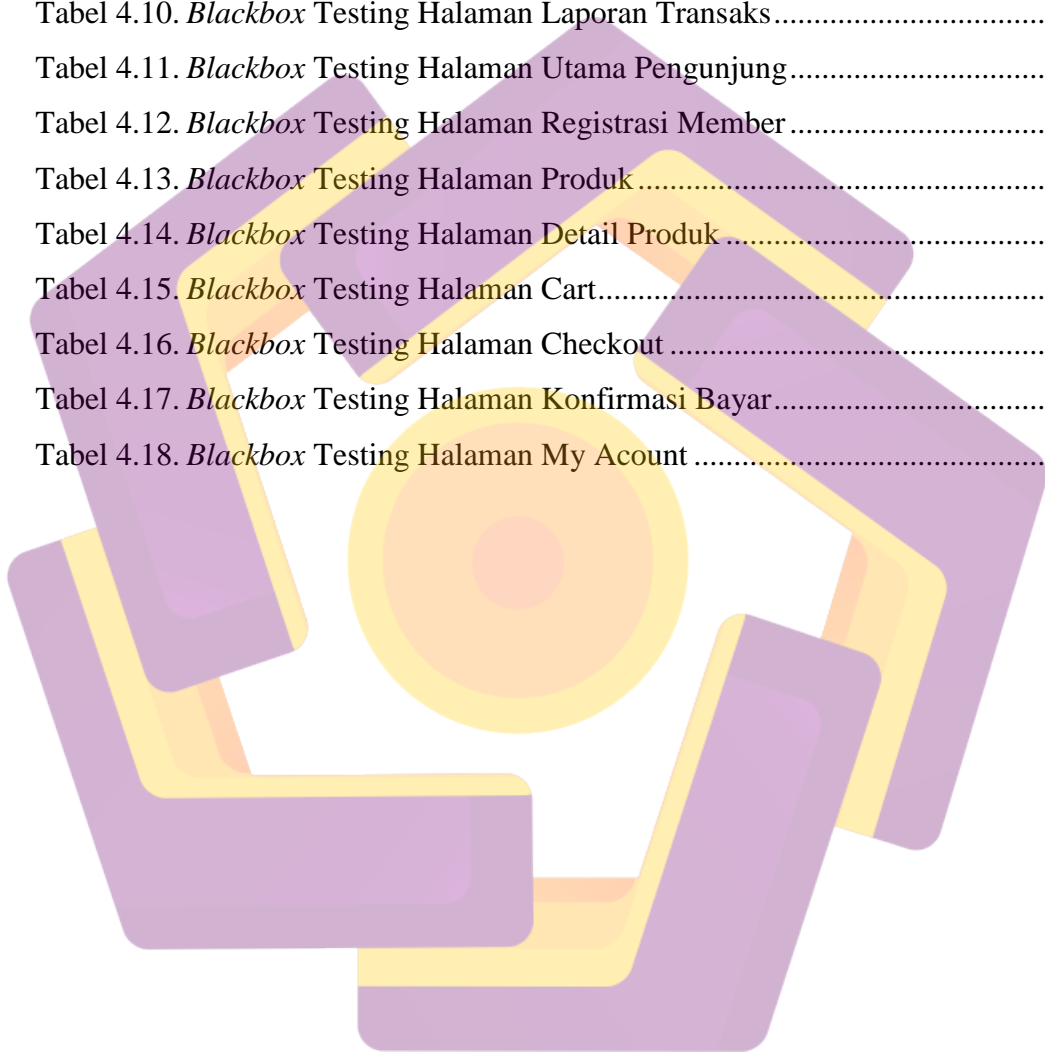 Tabel 4.10. Blackbox Testing Halaman Laporan Transaks....................................
Tabel 4.11. Blackbox Testing Halaman Utama Pengunjung..................................
Tabel 4.12. Blackbox Testing Halaman Registrasi Member..................................
Tabel 4.13. Blackbox Testing Halaman Produk.....................................................
Tabel 4.14. Blackbox Testing Halaman Detail Produk..........................................
Tabel 4.15. Blackbox Testing Halaman Cart..........................................................
Tabel 4.16. Blackbox Testing Halaman Checkout.................................................
Tabel 4.17. Blackbox Testing Halaman Konfirmasi Bayar....................................
Tabel 4.18. Blackbox Testing Halaman My Acount..............................................